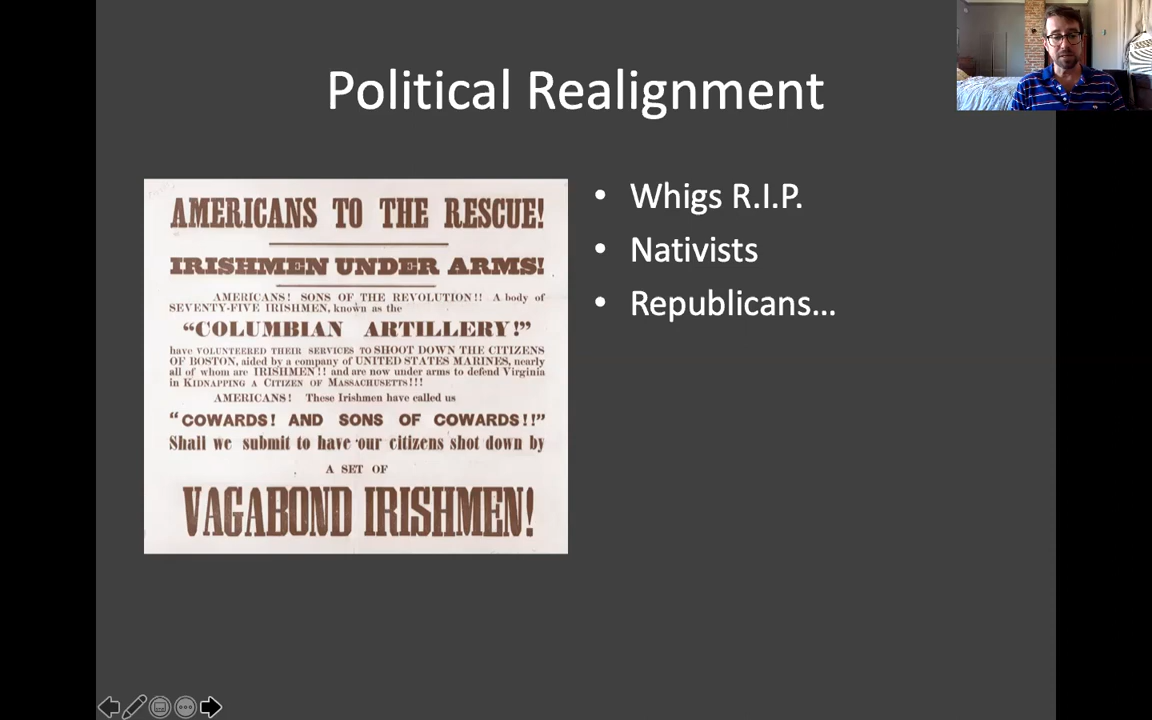 Political Realignment
AMERICANS TO THE RESCUE!
IRISHMEN UNDER ARMS!
AMERICANS! SONS OF THE REVOLUTION!! A body of
SEVENTY-FIVE IRISHMEN, known as the
"COLUMBIAN ARTILLERY!"
have VOLUNTEERED THEIR SERVICES TO SHOOT DOWN THE CITIZENS
OF BOSTON, aided by a company of UNITED STATES MARINES, nearly
all of whom are IRISHMEN!! and are now under arms to defend Virginia
in KIDNAPPING A CITIZEN OF MASSACHUSETTS!!!
AMERICANS! These Irishmen have called us
"COWARDS! AND SONS OF COWARDS!!"
Shall we submit to have our citizens shot down by
A SET OF
VAGABOND IRISHMEN!
• Whigs R.I.P.
• Nativists
• Republicans...